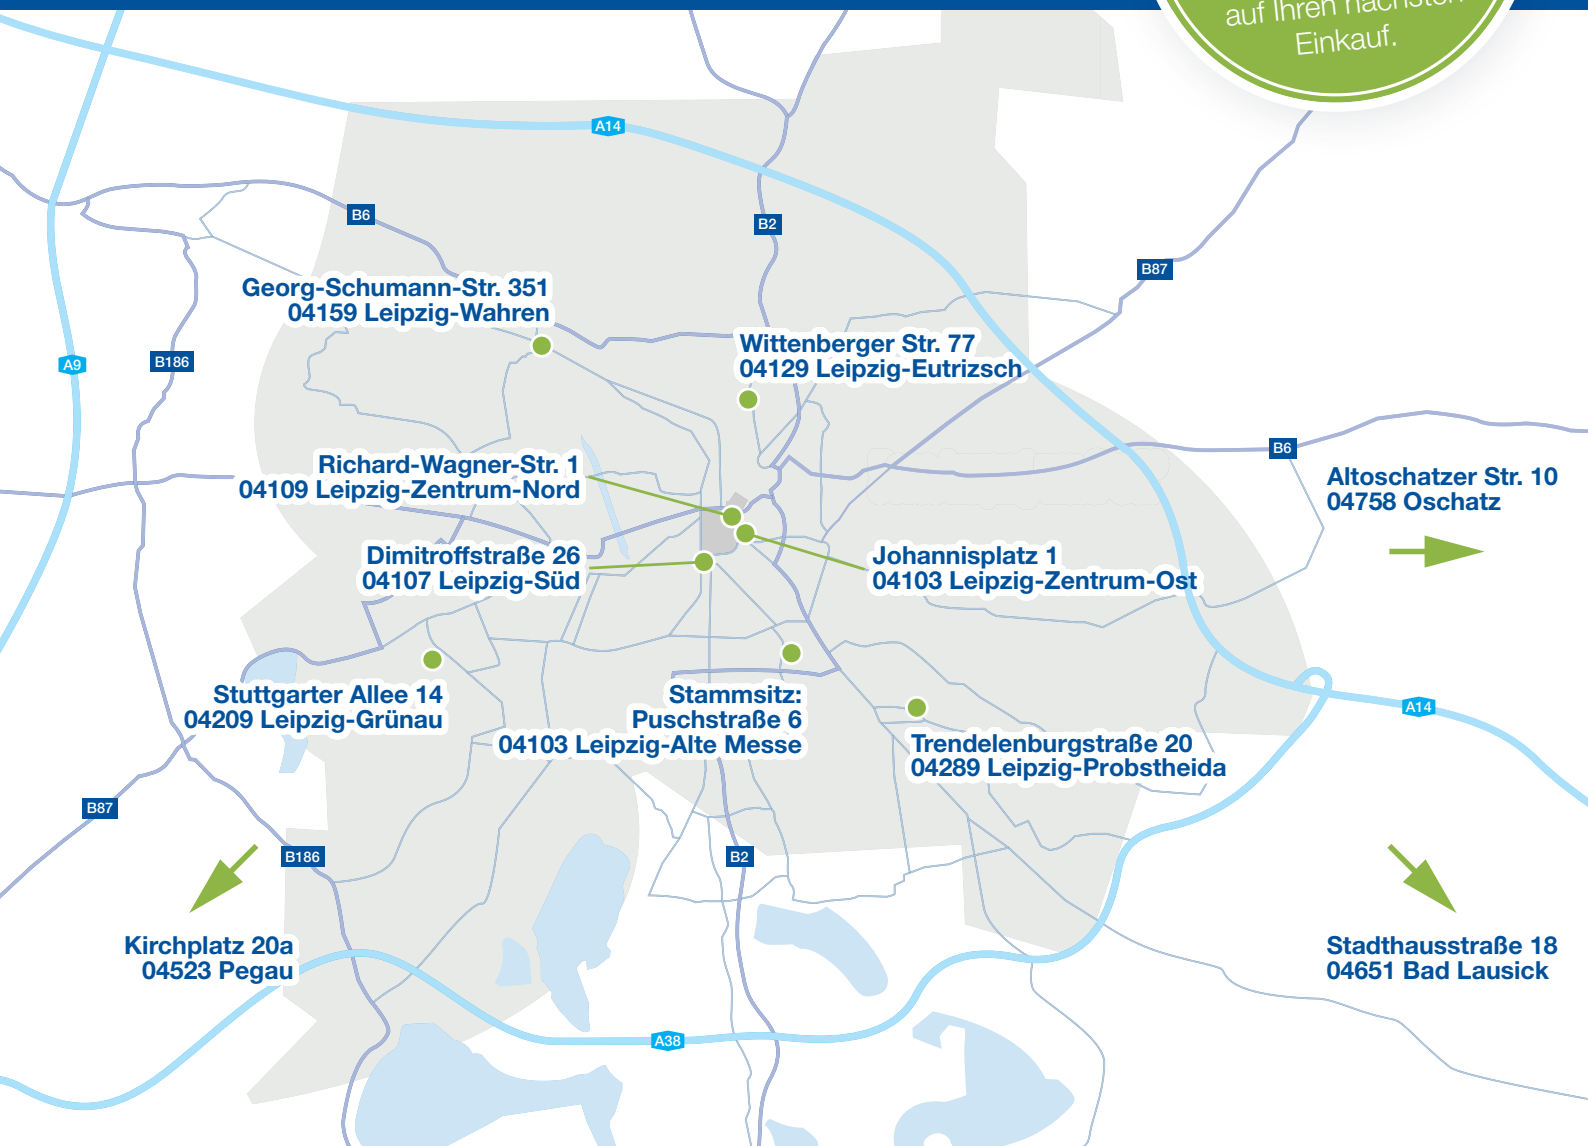 auf Ihren nächsten
Einkauf.
A14
B6
B2
B87
Georg-Schumann-Str. 351
04159 Leipzig-Wahren
A9
B186
Wittenberger Str. 77
04129 Leipzig-Eutrizsch
B6
Richard-Wagner-Str. 1
04109 Leipzig-Zentrum-Nord
Altoschatzer Str. 10
04758 Oschatz
Dimitroffstraße 26
04107 Leipzig-Süd
Johannisplatz 1
04103 Leipzig-Zentrum-Ost
Stuttgarter Allee 14
04209 Leipzig-Grünau
Stammsitz:
Puschstraße 6
04103 Leipzig-Alte Messe
A14
Trendelenburgstraße 20
04289 Leipzig-Probstheida
B87
B186
B2
Kirchplatz 20a
04523 Pegau
Stadthausstraße 18
04651 Bad Lausick
A38